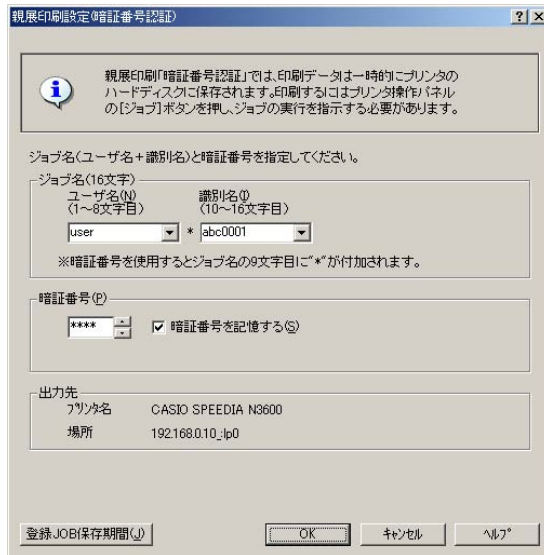 親展印刷設定(暗証番号認証)
親展印刷「暗証番号認証」では、印刷データは一時的にプリンタの
ハードディスクに保存されます。印刷するにはプリンタ操作パネル
の[ジョブ]ボタンを押し、ジョブの実行を指示する必要があります。
ジョブ名(ユーザ名+識別名)と暗証番号を指定してください。
ジョブ名(16文字)
ユーザ名(N) 識別名(I)
(1~8文字目) (10~16文字目)
user * abc0001
※暗証番号を使用するとジョブ名の9文字目に"*"が付加されます。
暗証番号(P)
**** 暗証番号を記憶する(S)
出力先
プリンタ名 CASIO SPEEDIA N3600
場所 192.168.0.10_:lp0
登録JOB保存期間(J) OK キャンセル ヘルプ